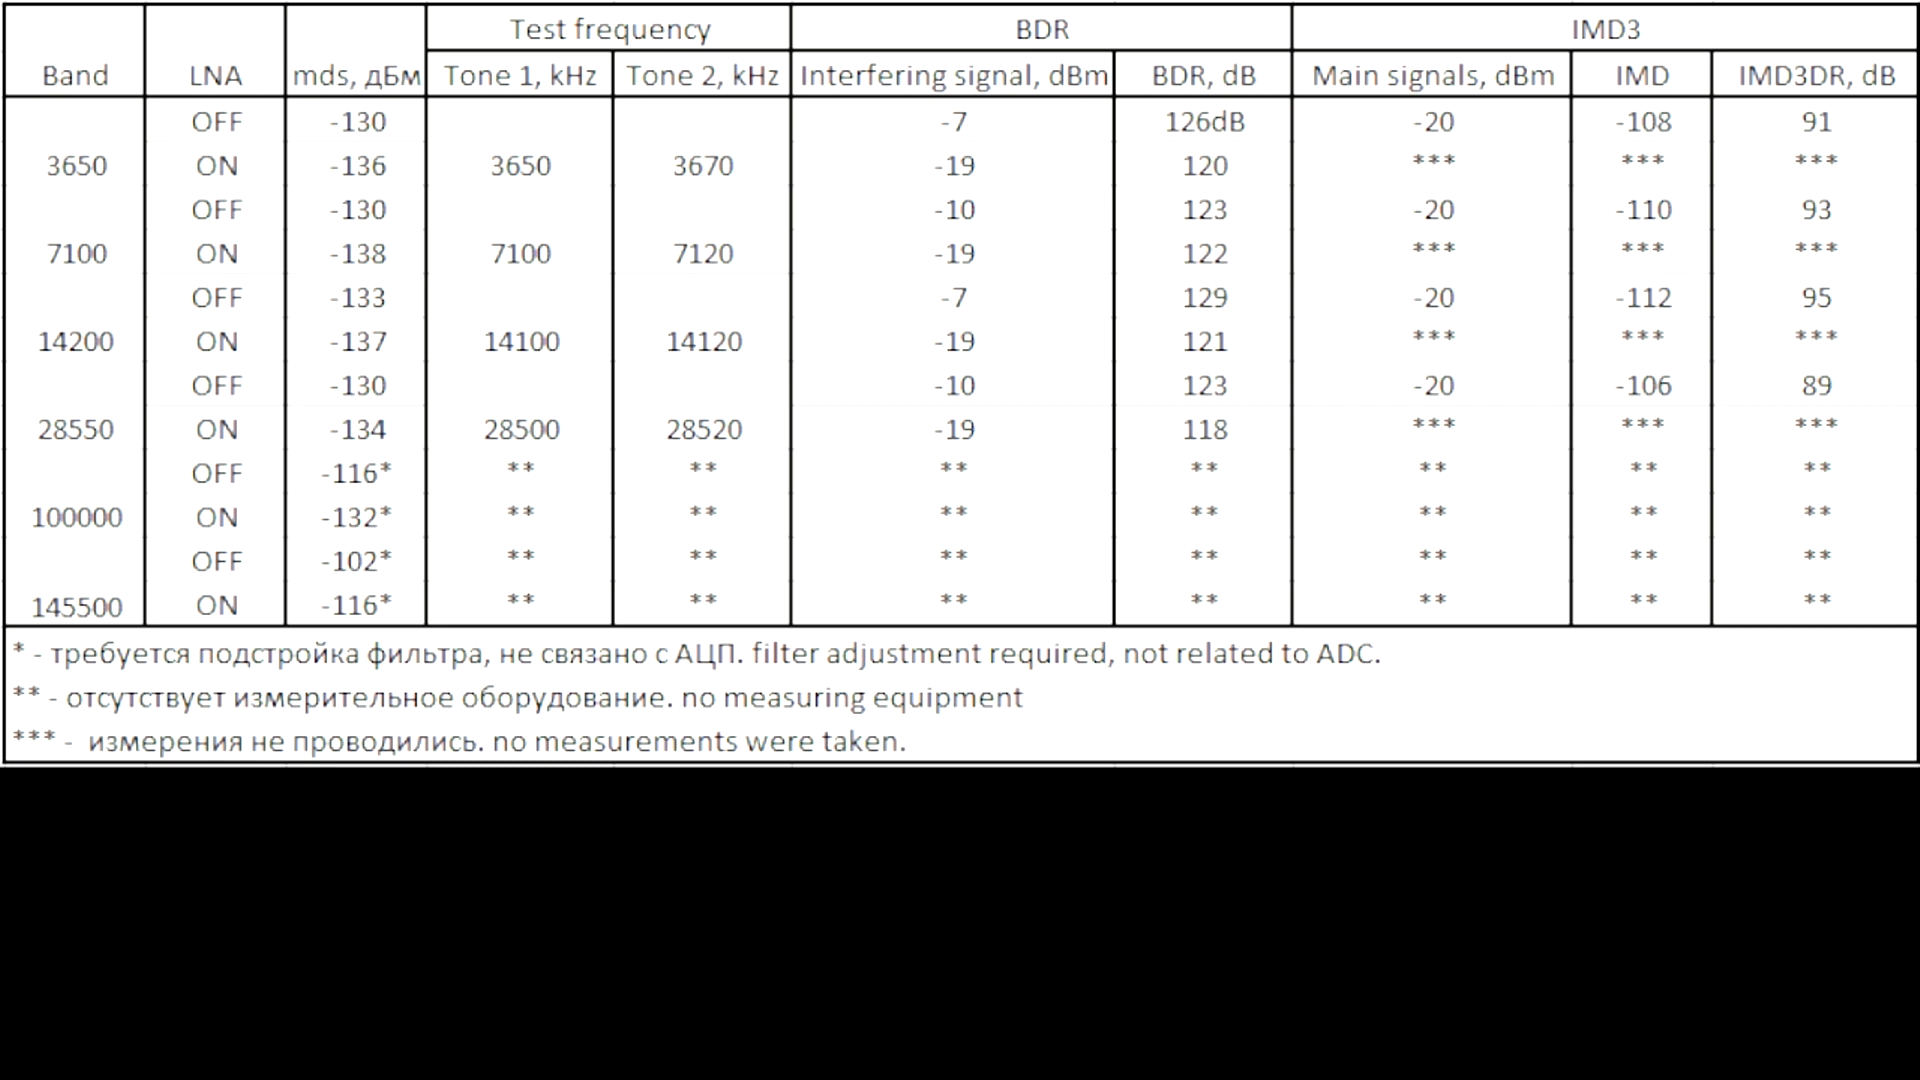 Test frequency BDR IMD3
Band LNA mds, дБм Tone 1, kHz Tone 2, kHz Interfering signal, dBm BDR, dB Main signals, dBm IMD IMD3DR, dB
OFF -130 -7 126dB -20 -108 91
3650 ON -136 3650 3670 -19 120 *** *** ***
OFF -130 -10 123 -20 -110 93
7100 ON -138 7100 7120 -19 122 *** *** ***
OFF -133 -7 129 -20 -112 95
14200 ON -137 14100 14120 -19 121 *** *** ***
OFF -130 -10 123 -20 -106 89
28550 ON -134 28500 28520 -19 118 *** *** ***
OFF -116* ** ** ** ** ** ** **
100000 ON -132* ** ** ** ** ** ** **
OFF -102* ** ** ** ** ** ** **
145500 ON -116* ** ** ** ** ** ** **
* - требуется подстройка фильтра, не связано с АЦП. filter adjustment required, not related to ADC.
** - отсутствует измерительное оборудование. no measuring equipment
*** - измерения не проводились. no measurements were taken.